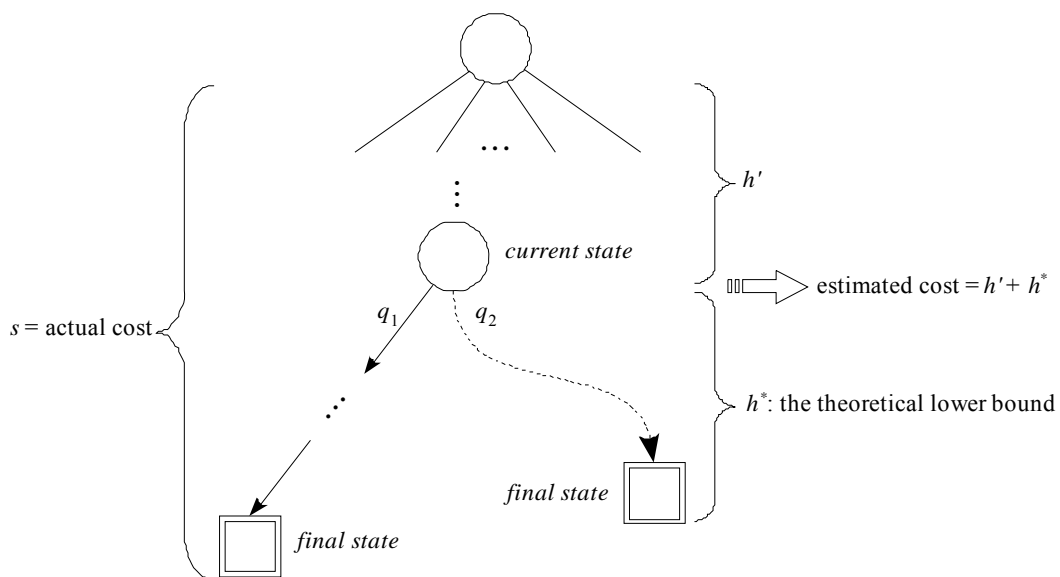 ...
h'
⋮
current state
estimated cost = h' + h*
q1 q2
s = actual cost
...
h*: the theoretical lower bound
final state
final state